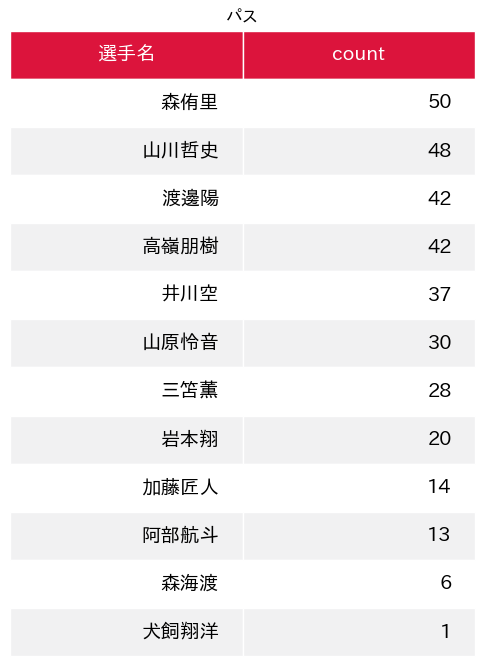 パス
選手名 count
森侑里 50
山川哲史 48
渡邊陽 42
高嶺朋樹 42
井川空 37
山原怜音 30
三笘薫 28
岩本翔 20
加藤匠人 14
阿部航斗 13
森海渡 6
犬飼翔洋 1